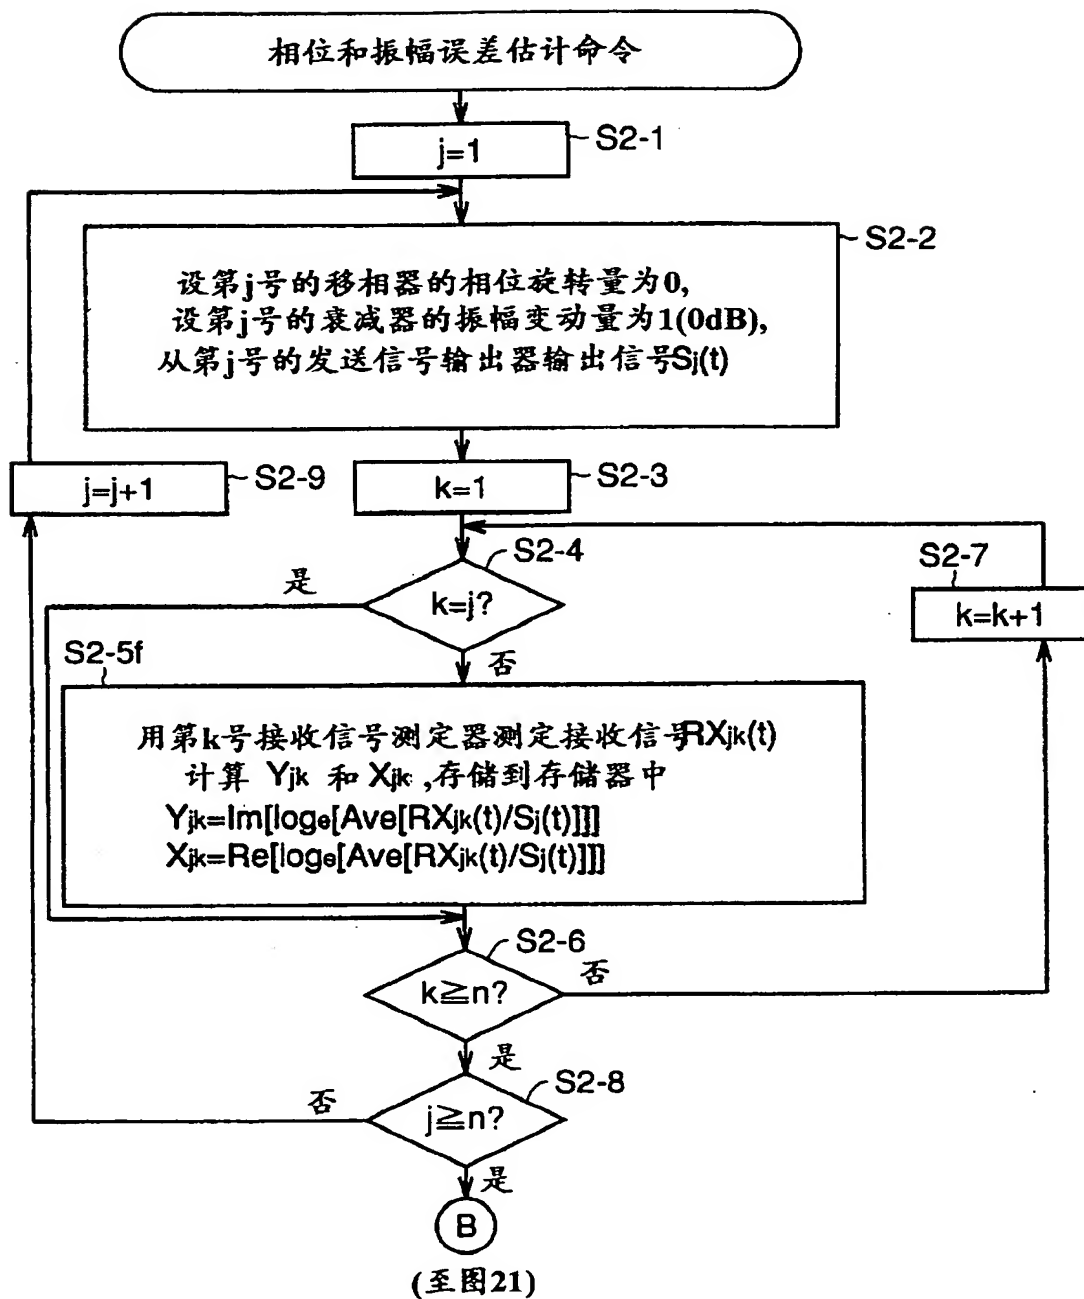 相位和振幅误差估计命令
j=1
S2-1
S2-2
设第j号的移相器的相位旋转量为0,
设第j号的衰减器的振幅变动量为1(0dB),
从第j号的发送信号输出器输出信号Sj(t)
j=j+1
S2-9
k=1
S2-3
S2-4
S2-7
是
k=j?
k=k+1
S2-5f
否
用第k号接收信号测定器测定接收信号RXjk(t)
计算 Yjk 和 Xjk ,存储到存储器中
Yjk=Im[loge[Ave[RXjk(t)/Sj(t)]]]
Xjk=Re[loge[Ave[RXjk(t)/Sj(t)]]]
S2-6
k≧n?
否
是
S2-8
否
j≧n?
是
B
(至图21)